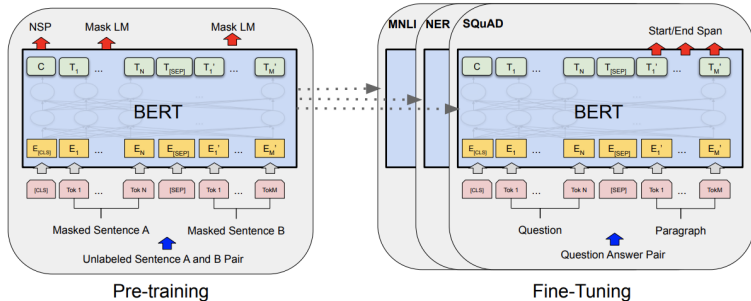 NSP Mask LM Mask LM
C T1 ... TN T[SEP] T1' ... TM'
BERT
E[CLS] E1 ... EN E[SEP] E1' ... EM'
[CLS] Tok 1 ... Tok N [SEP] Tok 1 ... TokM
Masked Sentence A Masked Sentence B
Unlabeled Sentence A and B Pair
Pre-training
MNLI NER SQuAD
Start/End Span
C T1 ... TN T[SEP] T1' ... TM'
BERT
E[CLS] E1 ... EN E[SEP] E1' ... EM'
[CLS] Tok 1 ... Tok N [SEP] Tok 1 ... TokM
Question Paragraph
Question Answer Pair
Fine-Tuning